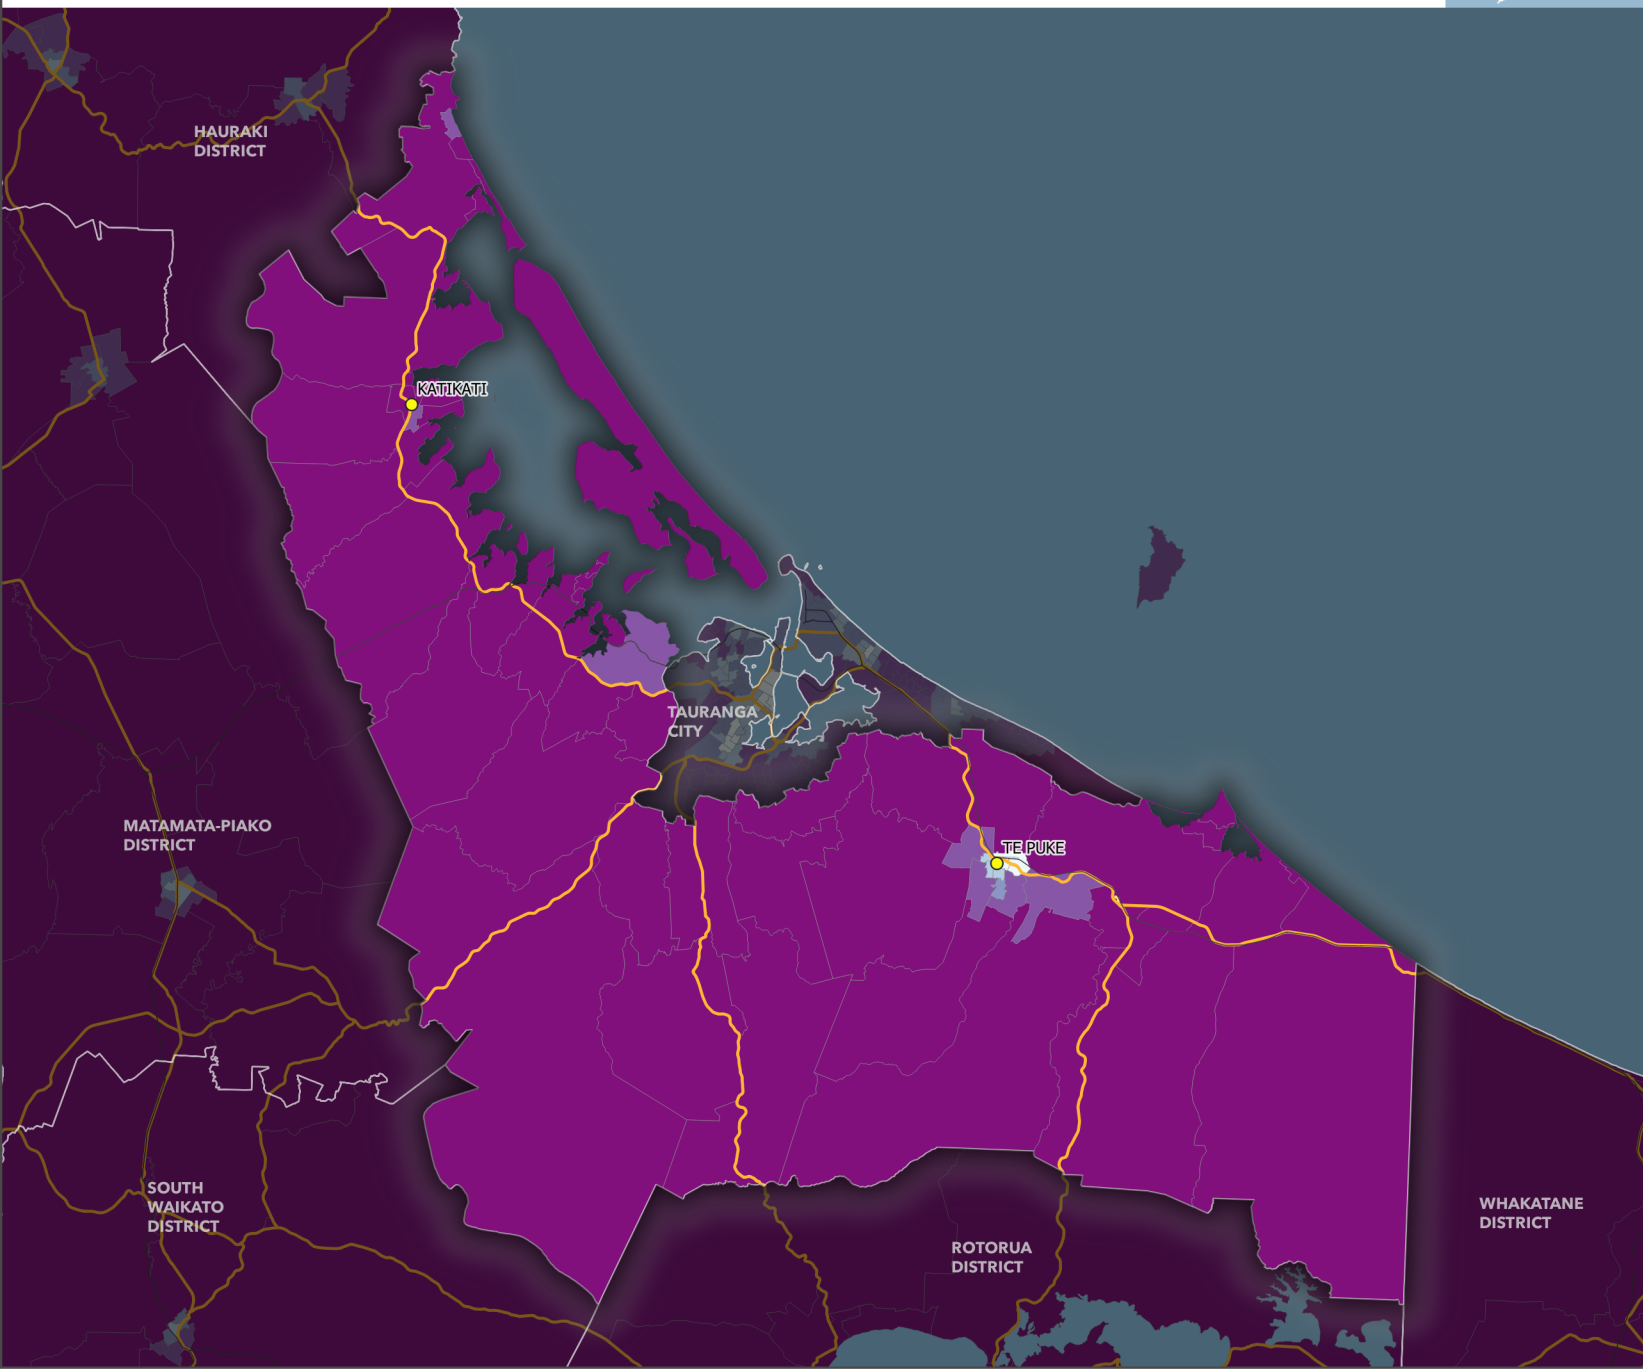 HAURAKI
DISTRICT
KATIKATI
TAURANGA
CITY
MATAMATA-PIAKO
DISTRICT
TE PUKE
SOUTH
WAIKATO
DISTRICT
WHAKATANE
DISTRICT
ROTORUA
DISTRICT